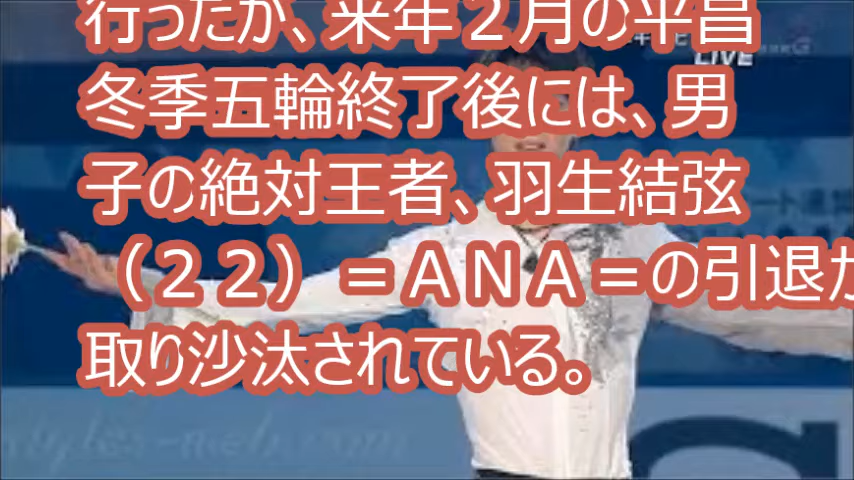 行ったが、来年２月の平昌
LIVE
冬季五輪終了後には、男
子の絶対王者、羽生結弦
（２２）＝ＡＮＡ＝の引退が
取り沙汰されている。